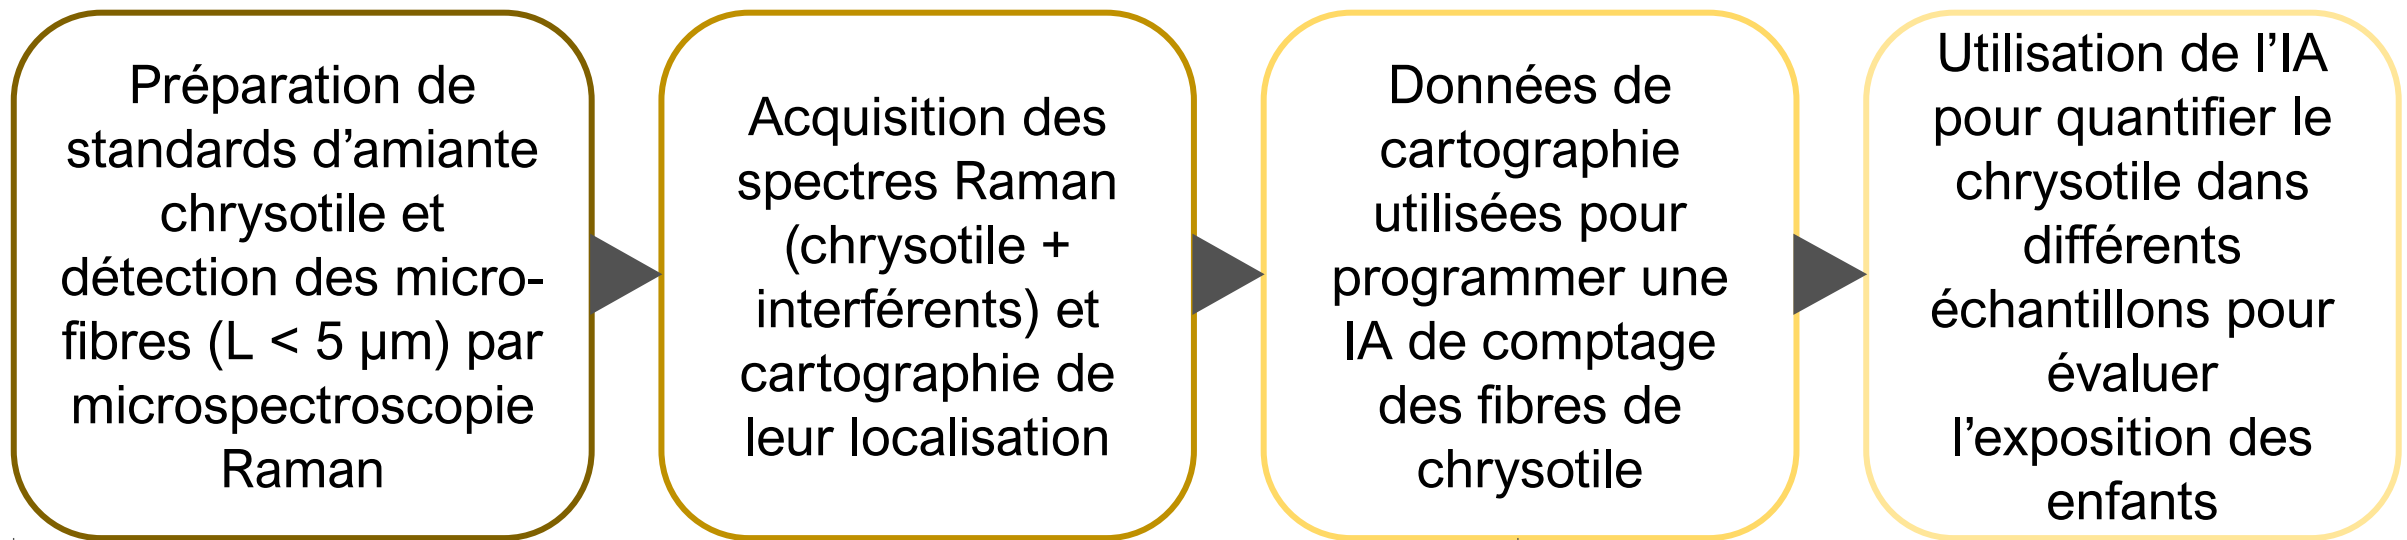 Préparation de
standards d’amiante
chrysotile et
détection des micro-
fibres (L < 5 µm) par
microspectroscopie
Raman
Acquisition des
spectres Raman
(chrysotile +
interférents) et
cartographie de
leur localisation
Données de
cartographie
utilisées pour
programmer une
IA de comptage
des fibres de
chrysotile
Utilisation de l’IA
pour quantifier le
chrysotile dans
différents
échantillons pour
évaluer
l’exposition des
enfants